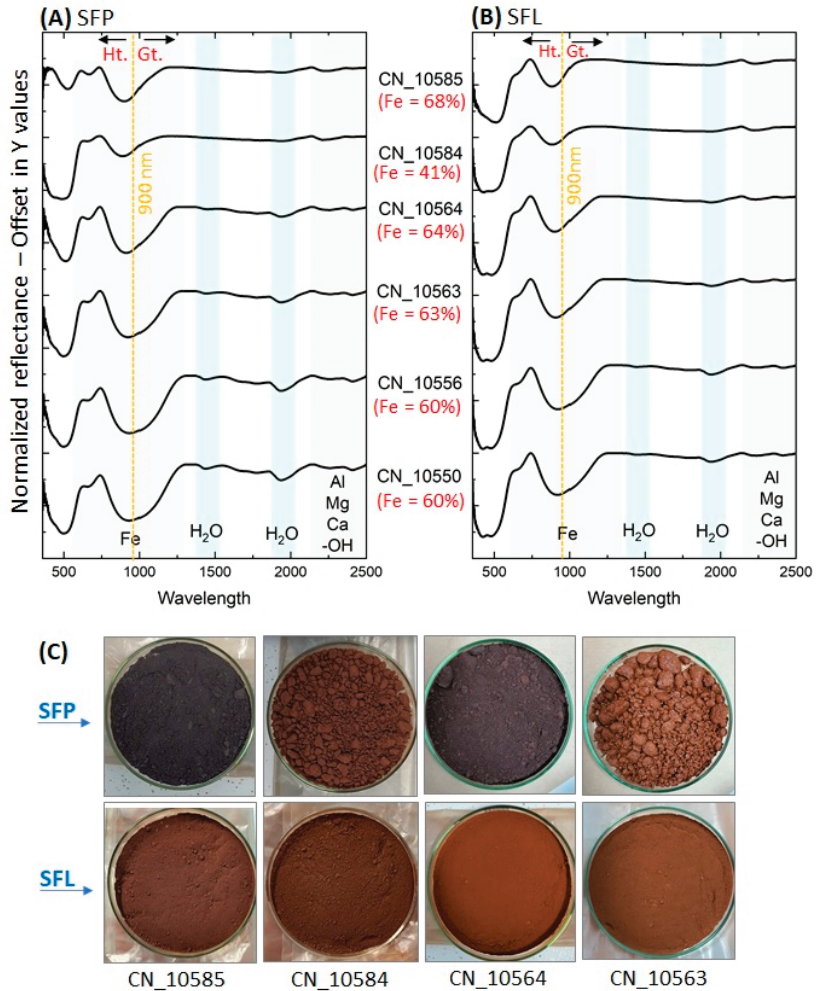 (A) SFP
(B) SFL
Ht. Gt.
Ht. Gt.
CN_10585
(Fe = 68%)
CN_10584
(Fe = 41%)
CN_10564
(Fe = 64%)
CN_10563
(Fe = 63%)
CN_10556
(Fe = 60%)
CN_10550
(Fe = 60%)
900 nm
900nm
Normalized reflectance – Offset in Y values
Fe
H₂O
H₂O
Al
Mg
Ca
-OH
Fe
H₂O
H₂O
Al
Mg
Ca
-OH
500 1000 1500 2000 2500
500 1000 1500 2000 2500
Wavelength
Wavelength
(C)
SFP
SFL
CN_10585 CN_10584 CN_10564 CN_10563